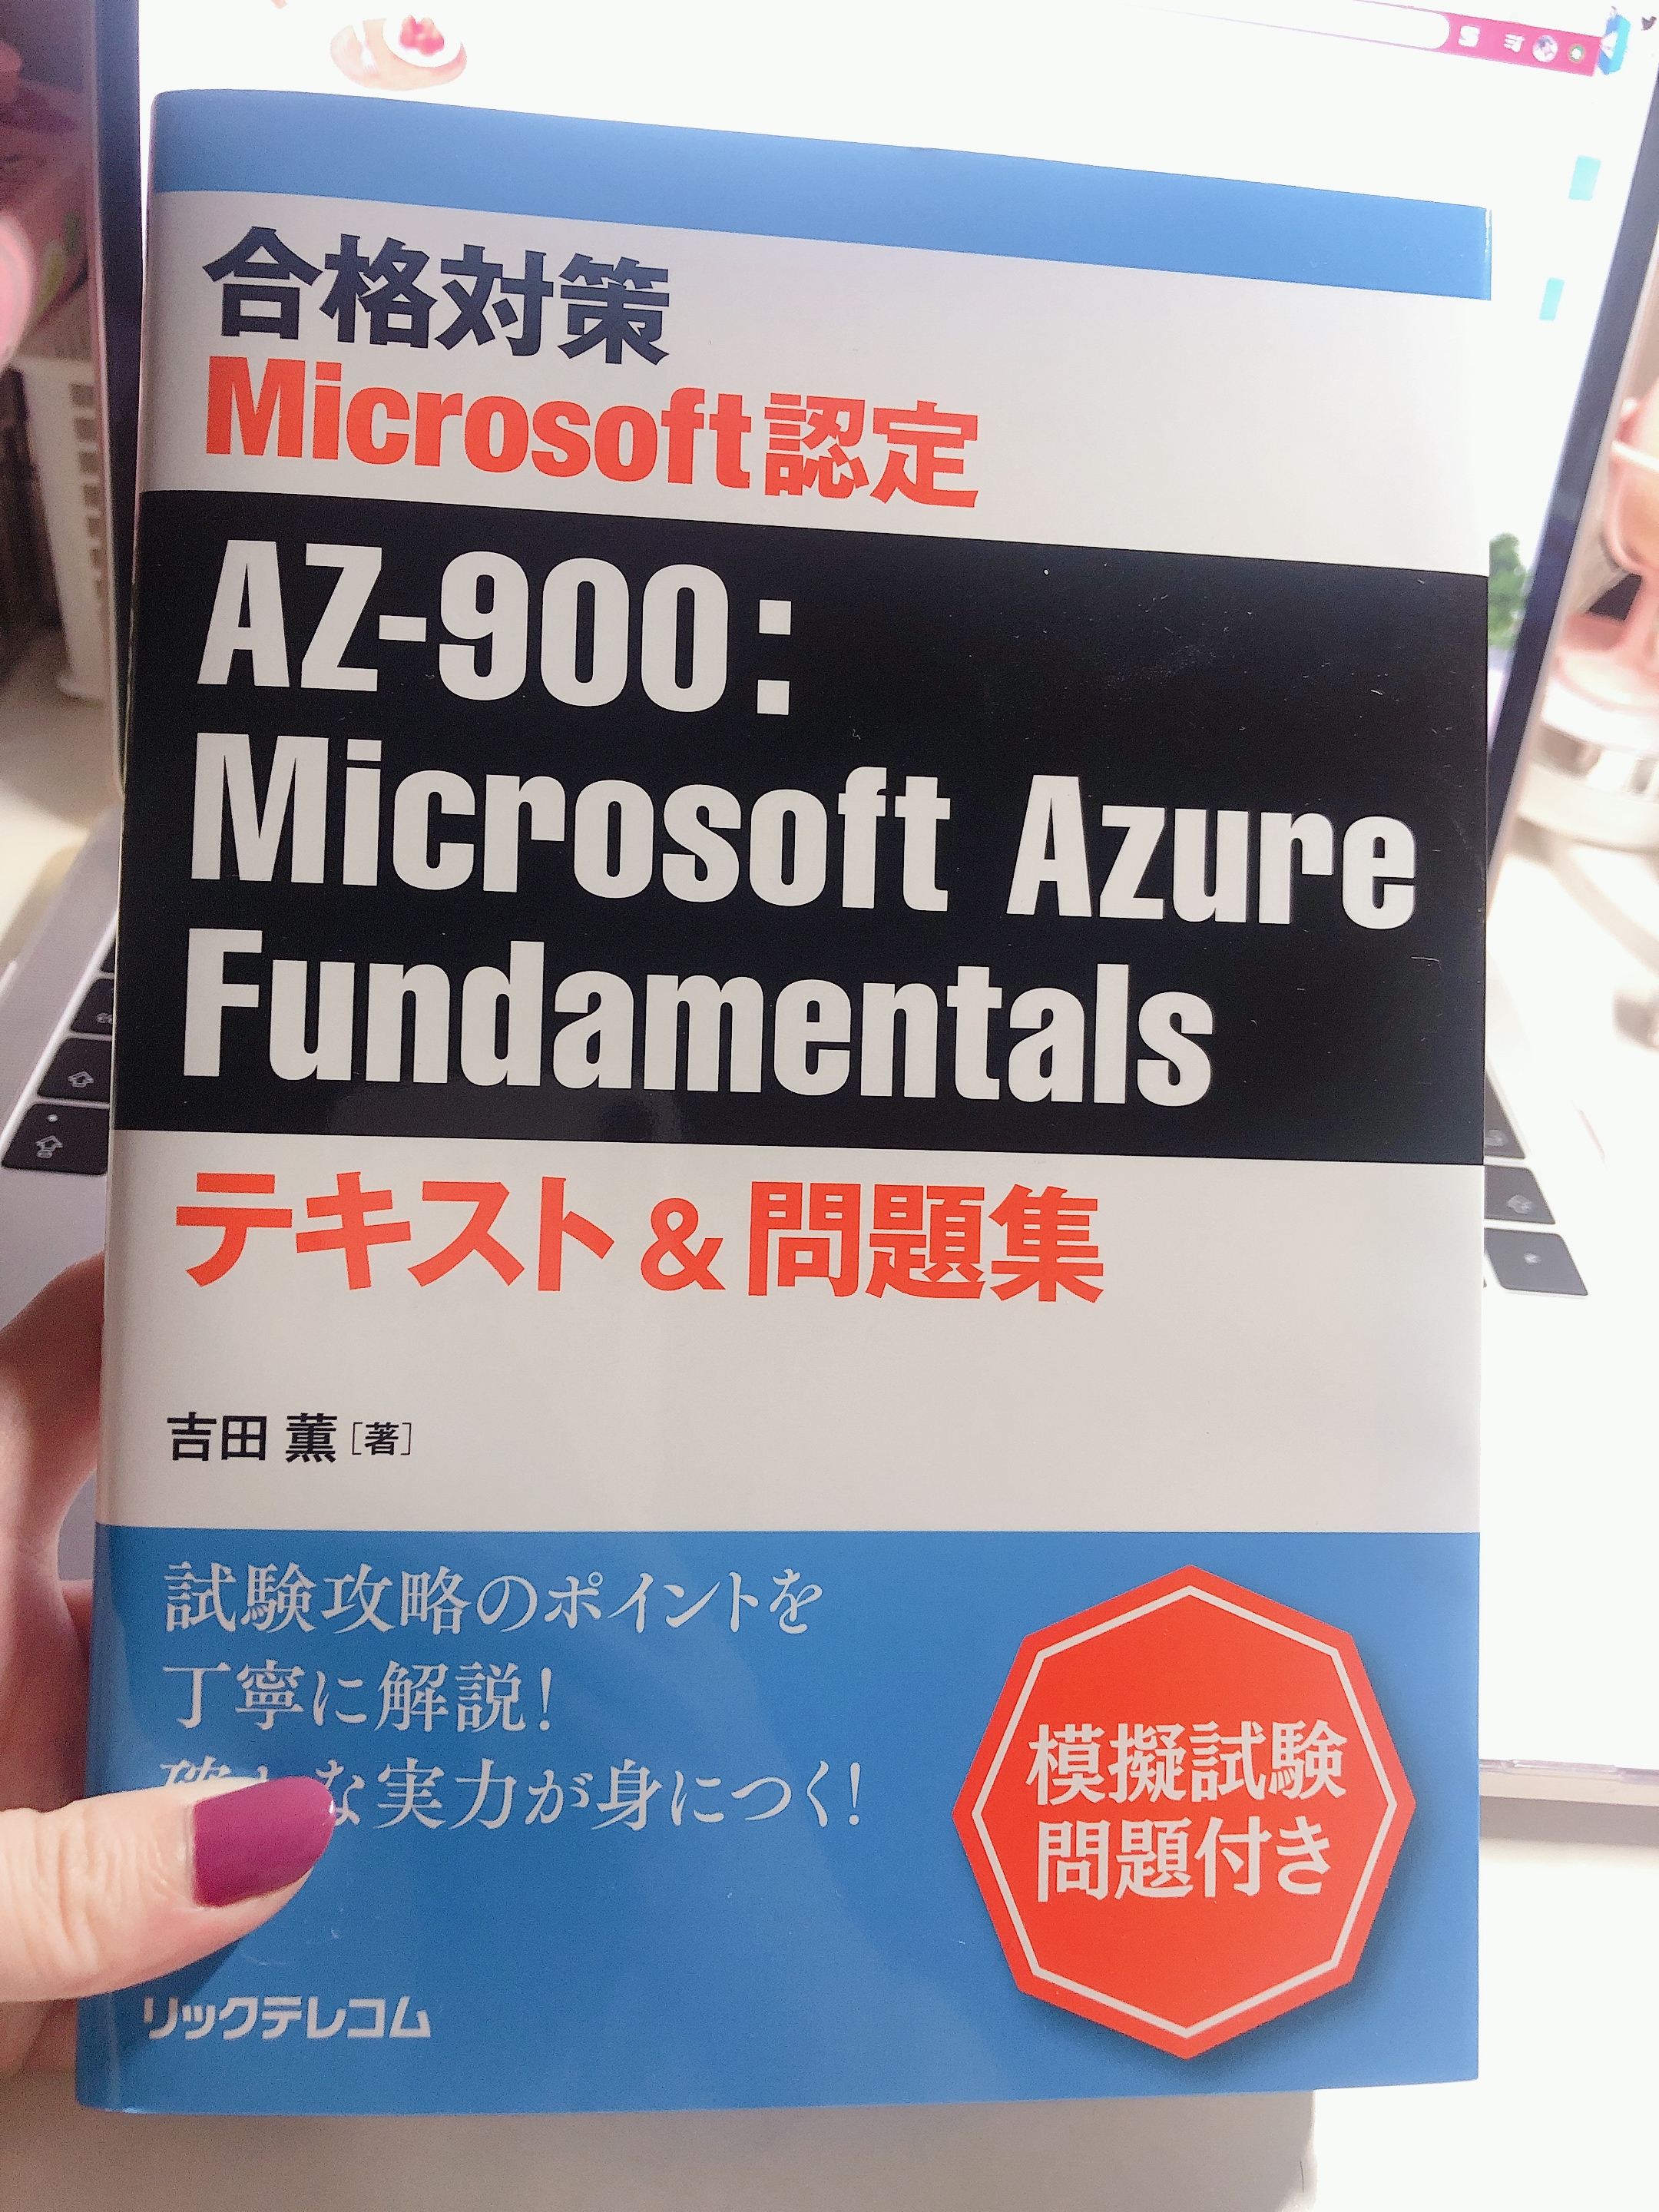 合格対策
Microsoft認定
AZ-900:
Microsoft Azure
Fundamentals
テキスト&問題集
吉田 薫[著]
試験攻略のポイントを
丁寧に解説!
な実力が身につく!
模擬試験
問題付き
リックテレコム